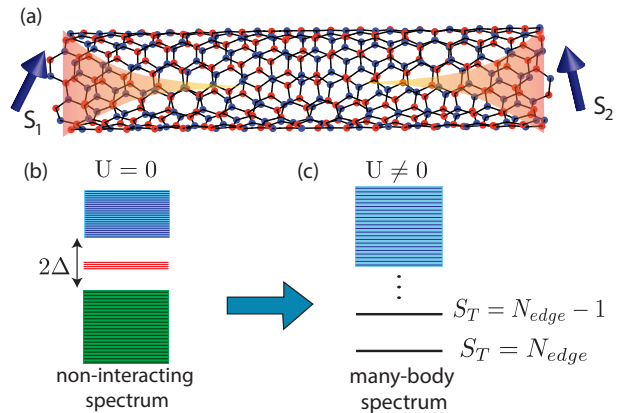 (a)
S₁
S₂
(b)
U = 0
2Δ
non-interacting
spectrum
(c)
U ≠ 0
S_T = N_edge − 1
S_T = N_edge
many-body
spectrum